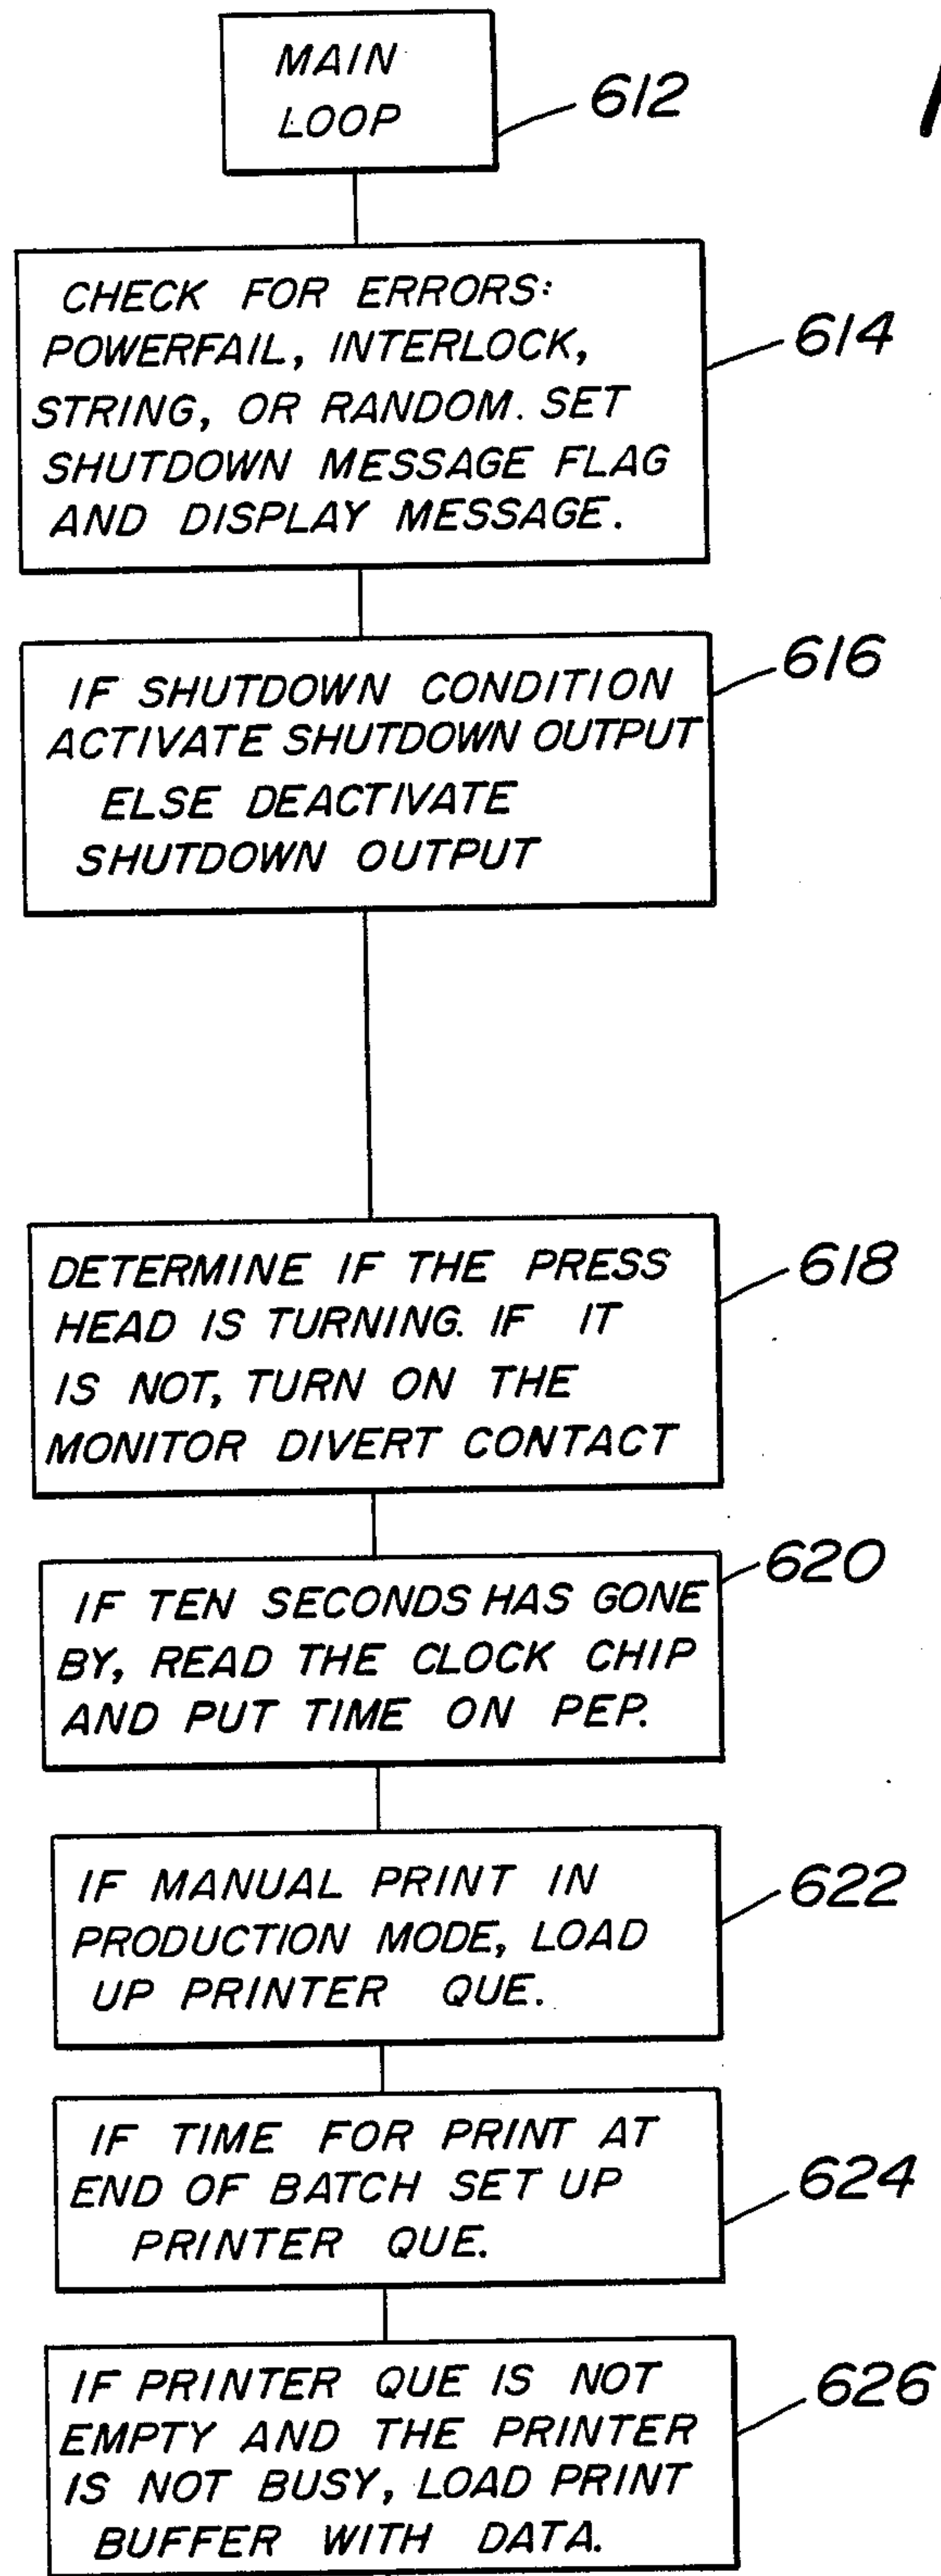 MAIN
LOOP
612
CHECK FOR ERRORS:
POWERFAIL, INTERLOCK,
STRING, OR RANDOM. SET
SHUTDOWN MESSAGE FLAG
AND DISPLAY MESSAGE.
614
IF SHUTDOWN CONDITION
ACTIVATE SHUTDOWN OUTPUT
ELSE DEACTIVATE
SHUTDOWN OUTPUT
616
DETERMINE IF THE PRESS
HEAD IS TURNING. IF IT
IS NOT, TURN ON THE
MONITOR DIVERT CONTACT
618
IF TEN SECONDS HAS GONE
BY, READ THE CLOCK CHIP
AND PUT TIME ON PEP.
620
IF MANUAL PRINT IN
PRODUCTION MODE, LOAD
UP PRINTER QUE.
622
IF TIME FOR PRINT AT
END OF BATCH SET UP
PRINTER QUE.
624
IF PRINTER QUE IS NOT
EMPTY AND THE PRINTER
IS NOT BUSY, LOAD PRINT
BUFFER WITH DATA.
626